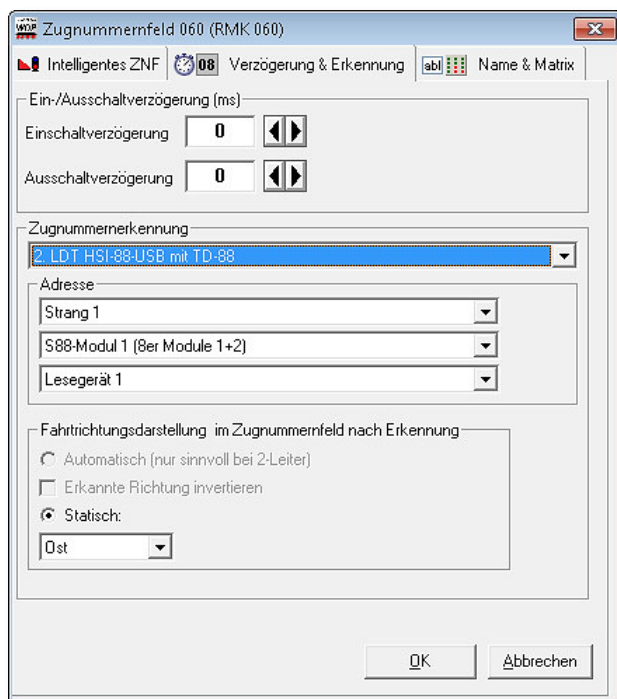 WDP Zugnummernfeld 060 (RMK 060)
Intelligentes ZNF 08 Verzögerung & Erkennung abl Name & Matrix
Ein-/Ausschaltverzögerung (ms)
Einschaltverzögerung 0
Ausschaltverzögerung 0
Zugnummernerkennung
2. LDT HSI-88-USB mit TD-88
Adresse
Strang 1
S88-Modul 1 (8er Module 1+2)
Lesegerät 1
Fahrtrichtungsdarstellung im Zugnummernfeld nach Erkennung
Automatisch (nur sinnvoll bei 2-Leiter)
Erkannte Richtung invertieren
Statisch:
Ost
OK Abbrechen